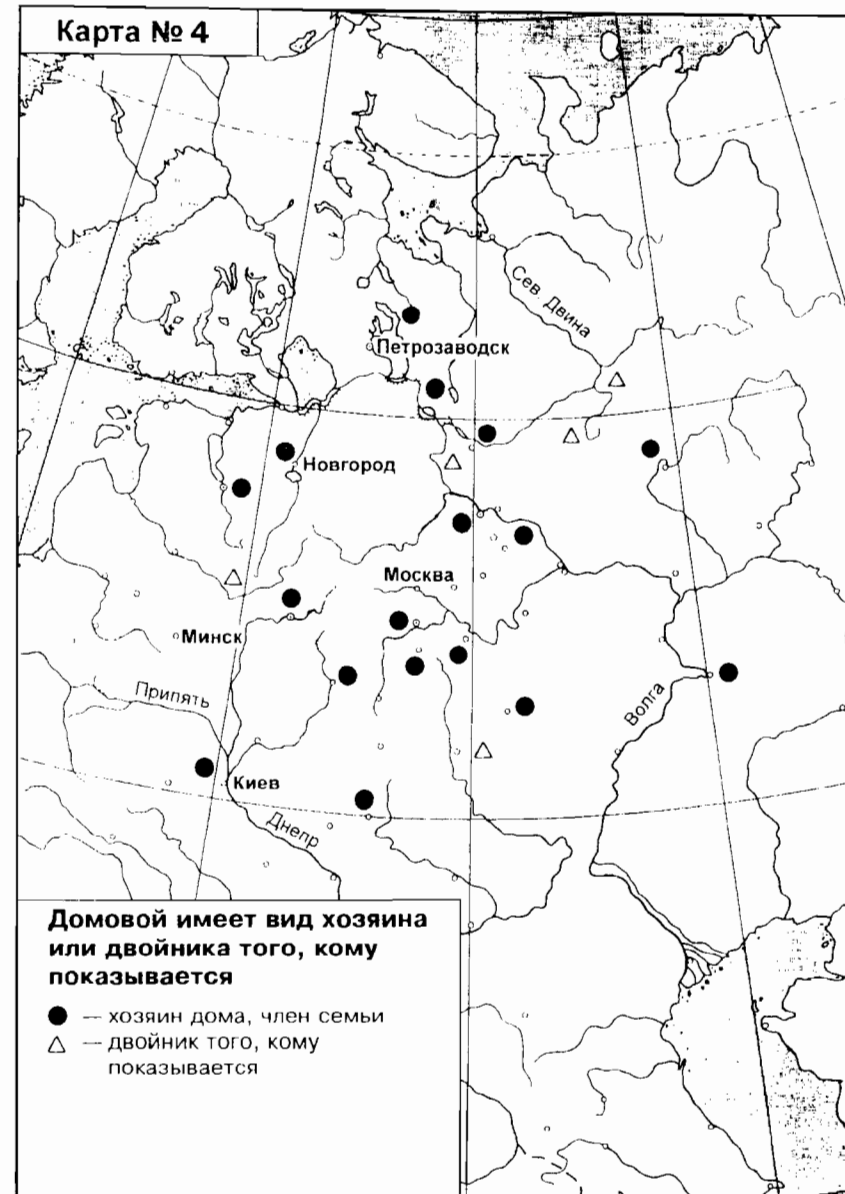 Карта № 4
Сев. Двина
Петрозаводск
Новгород
Москва
Минск
Припять
Волга
Киев
Днепр
Домовой имеет вид хозяина
или двойника того, кому
показывается
— хозяин дома, член семьи
— двойник того, кому
показывается